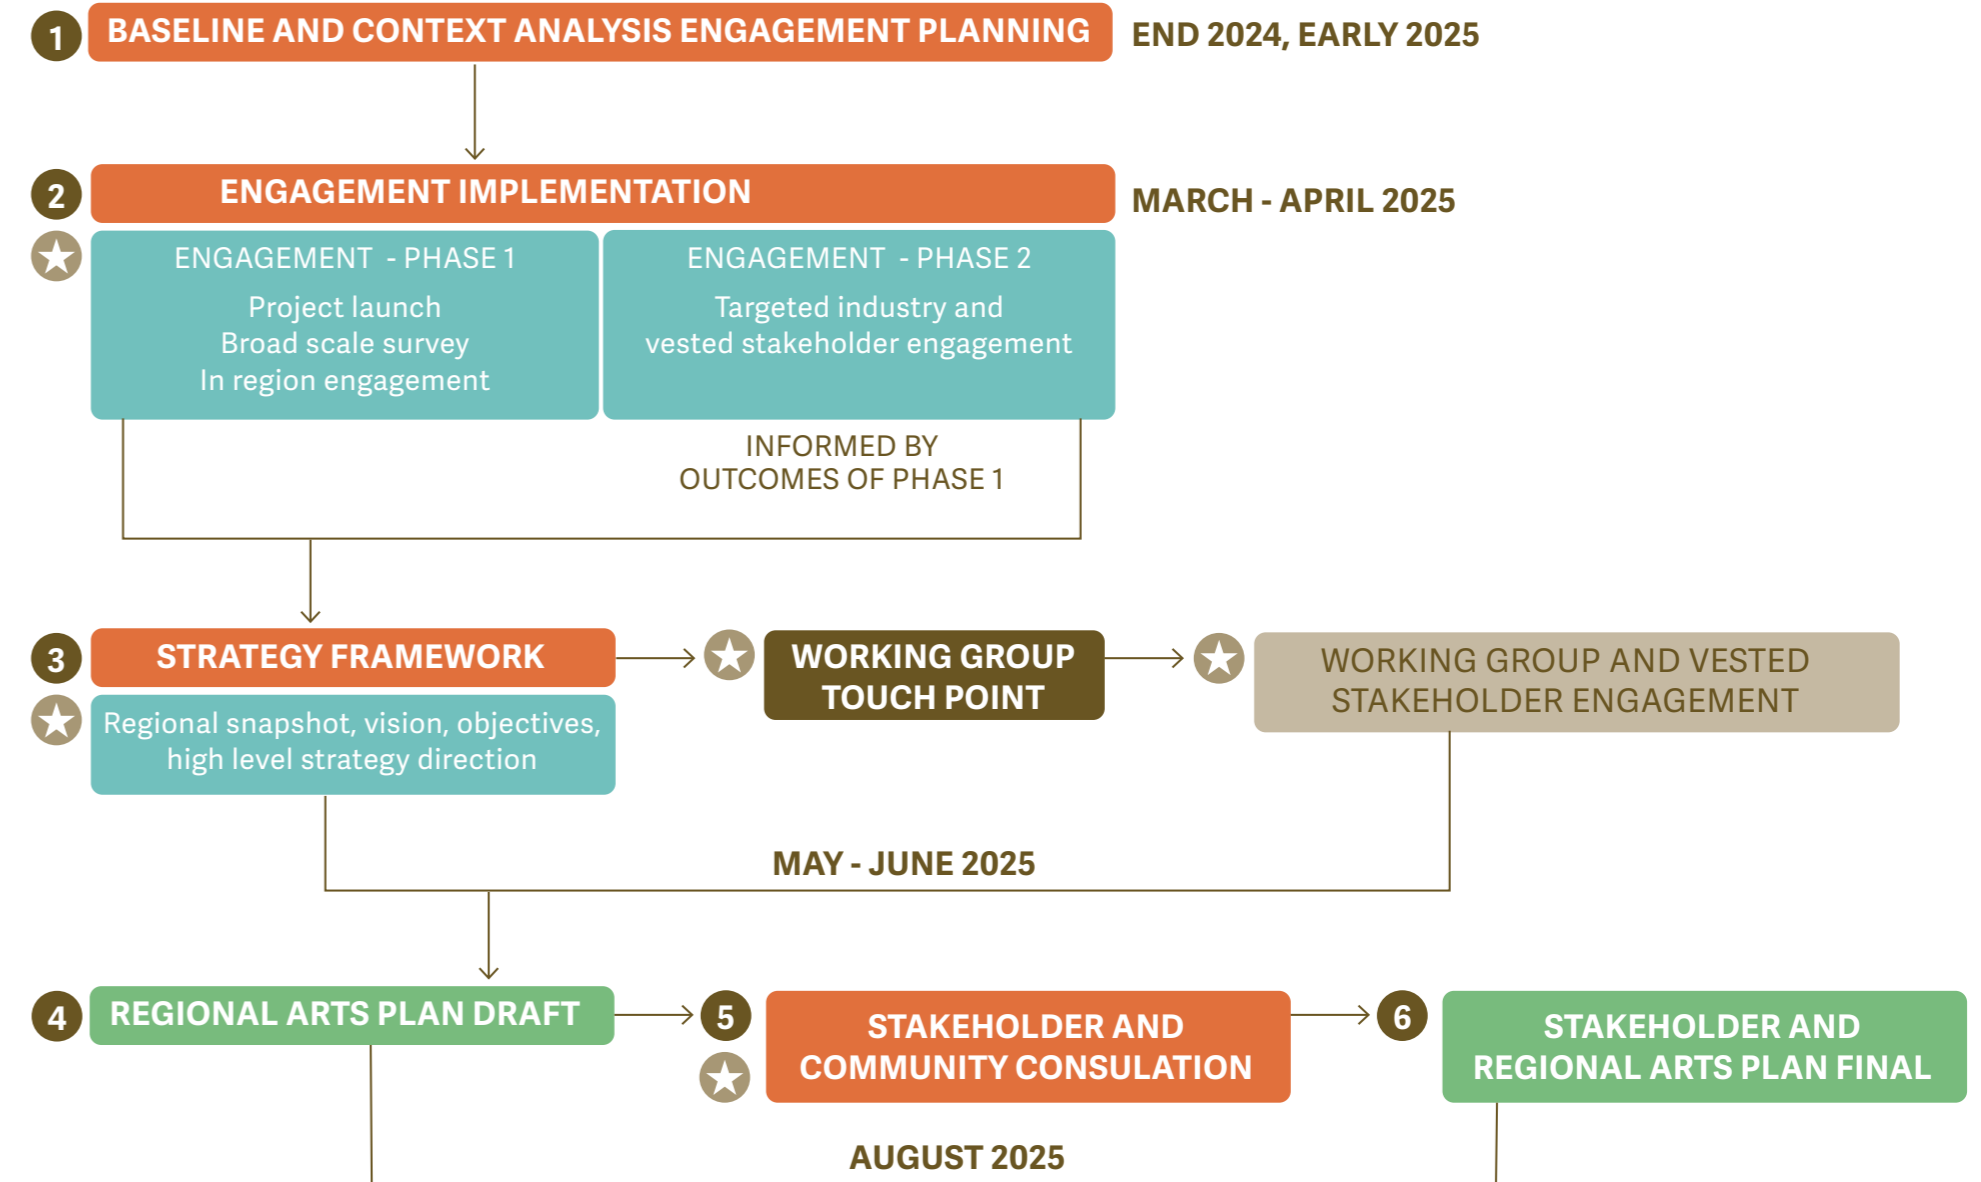 1
BASELINE AND CONTEXT ANALYSIS ENGAGEMENT PLANNING
END 2024, EARLY 2025
2
ENGAGEMENT IMPLEMENTATION
MARCH - APRIL 2025
ENGAGEMENT - PHASE 1
Project launch
Broad scale survey
In region engagement
ENGAGEMENT - PHASE 2
Targeted industry and
vested stakeholder engagement
INFORMED BY
OUTCOMES OF PHASE 1
3
STRATEGY FRAMEWORK
Regional snapshot, vision, objectives,
high level strategy direction
WORKING GROUP
TOUCH POINT
WORKING GROUP AND VESTED
STAKEHOLDER ENGAGEMENT
MAY - JUNE 2025
4
REGIONAL ARTS PLAN DRAFT
5
STAKEHOLDER AND
COMMUNITY CONSULATION
6
STAKEHOLDER AND
REGIONAL ARTS PLAN FINAL
AUGUST 2025